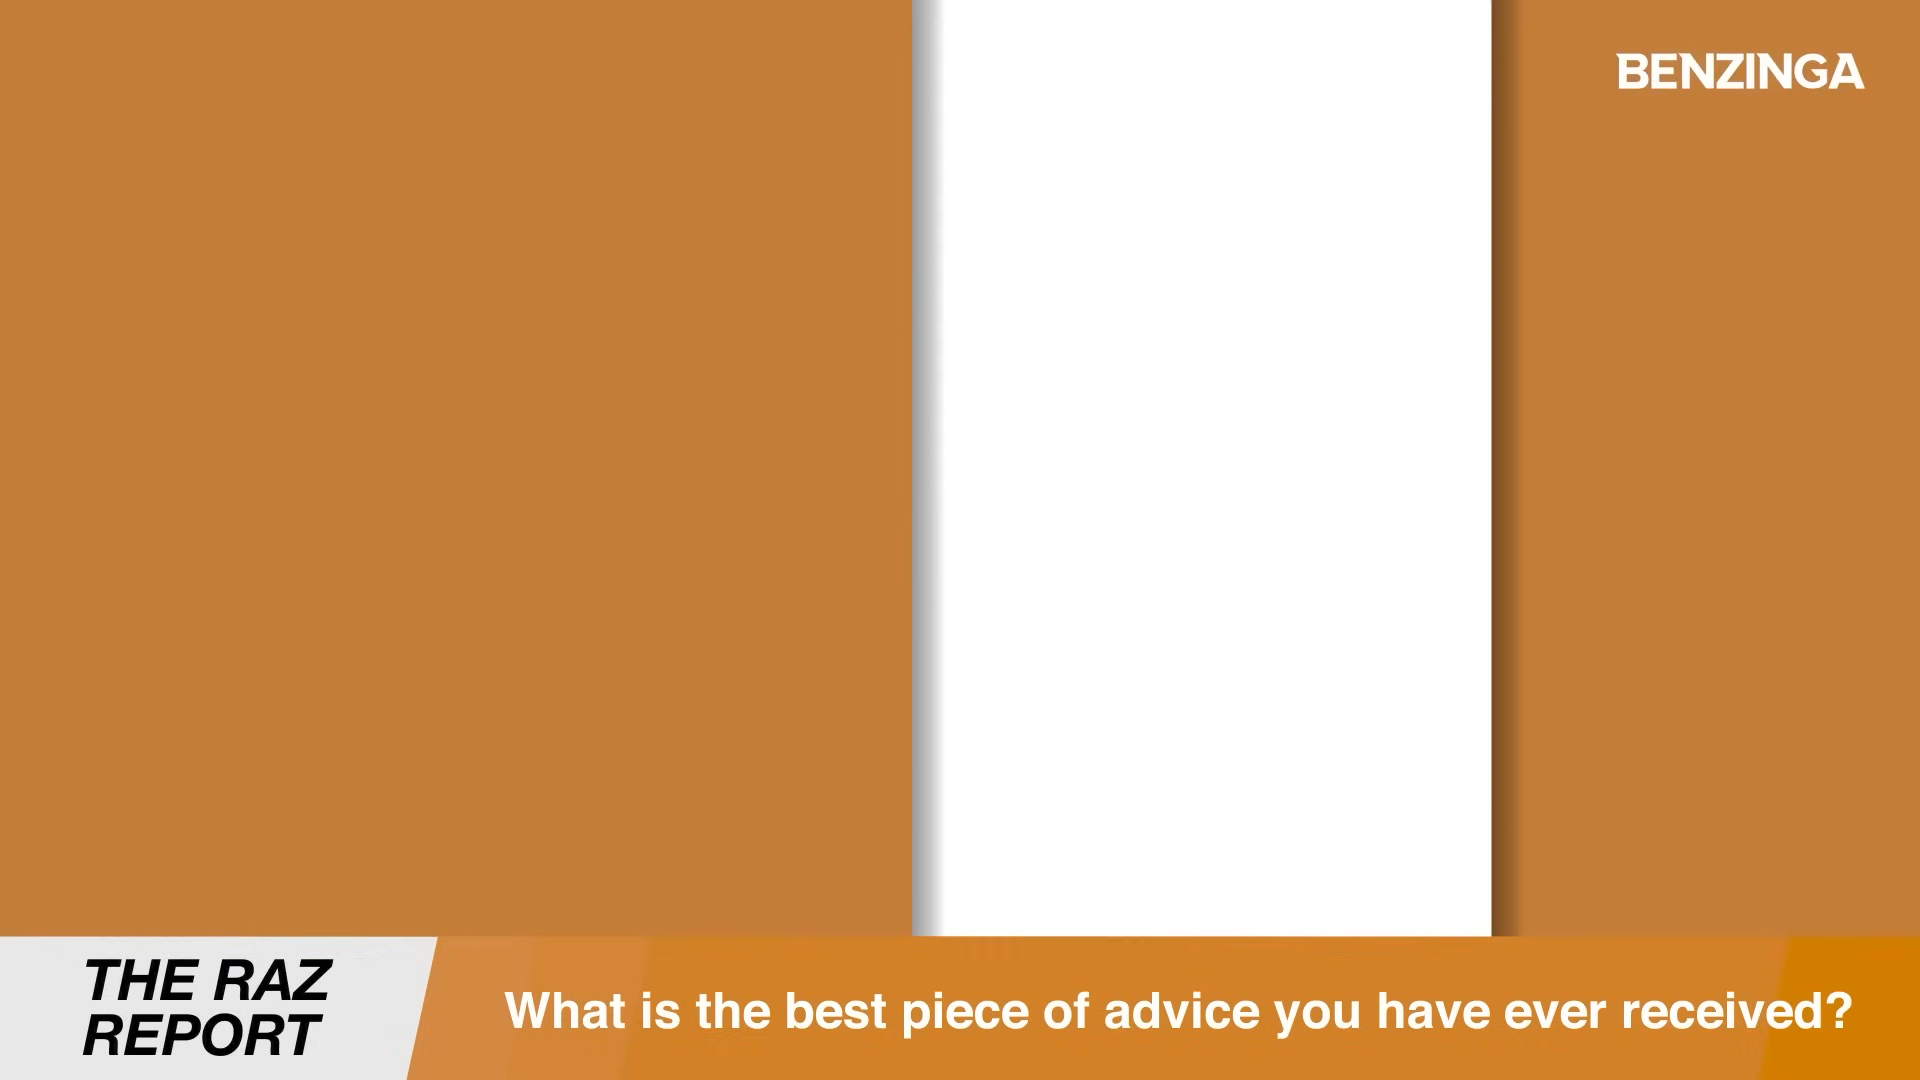 BENZINGA
THE RAZ
REPORT
What is the best piece of advice you have ever received?